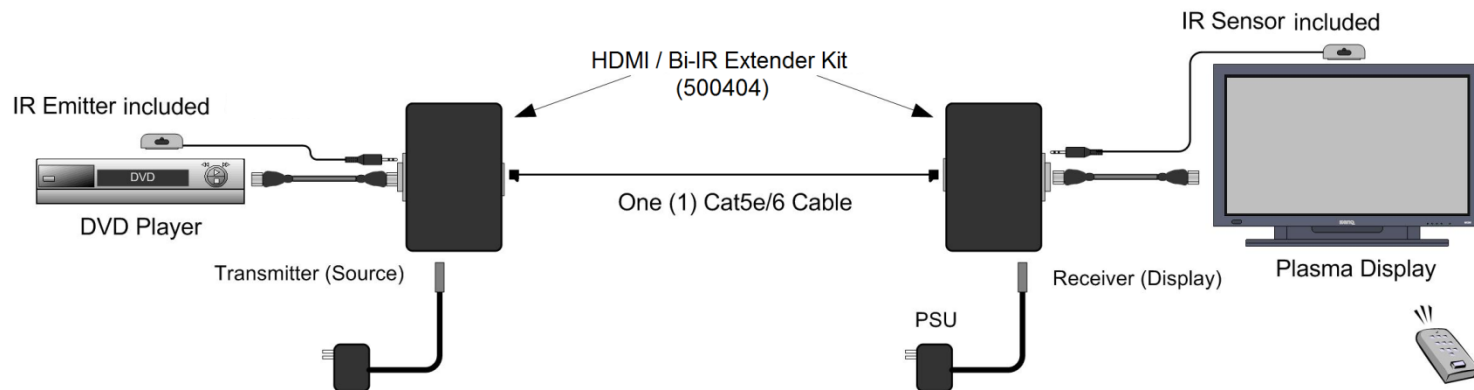 IR Sensor included
HDMI / Bi-IR Extender Kit
(500404)
IR Emitter included
DVD
One (1) Cat5e/6 Cable
DVD Player
Transmitter (Source)
Receiver (Display)
Plasma Display
PSU